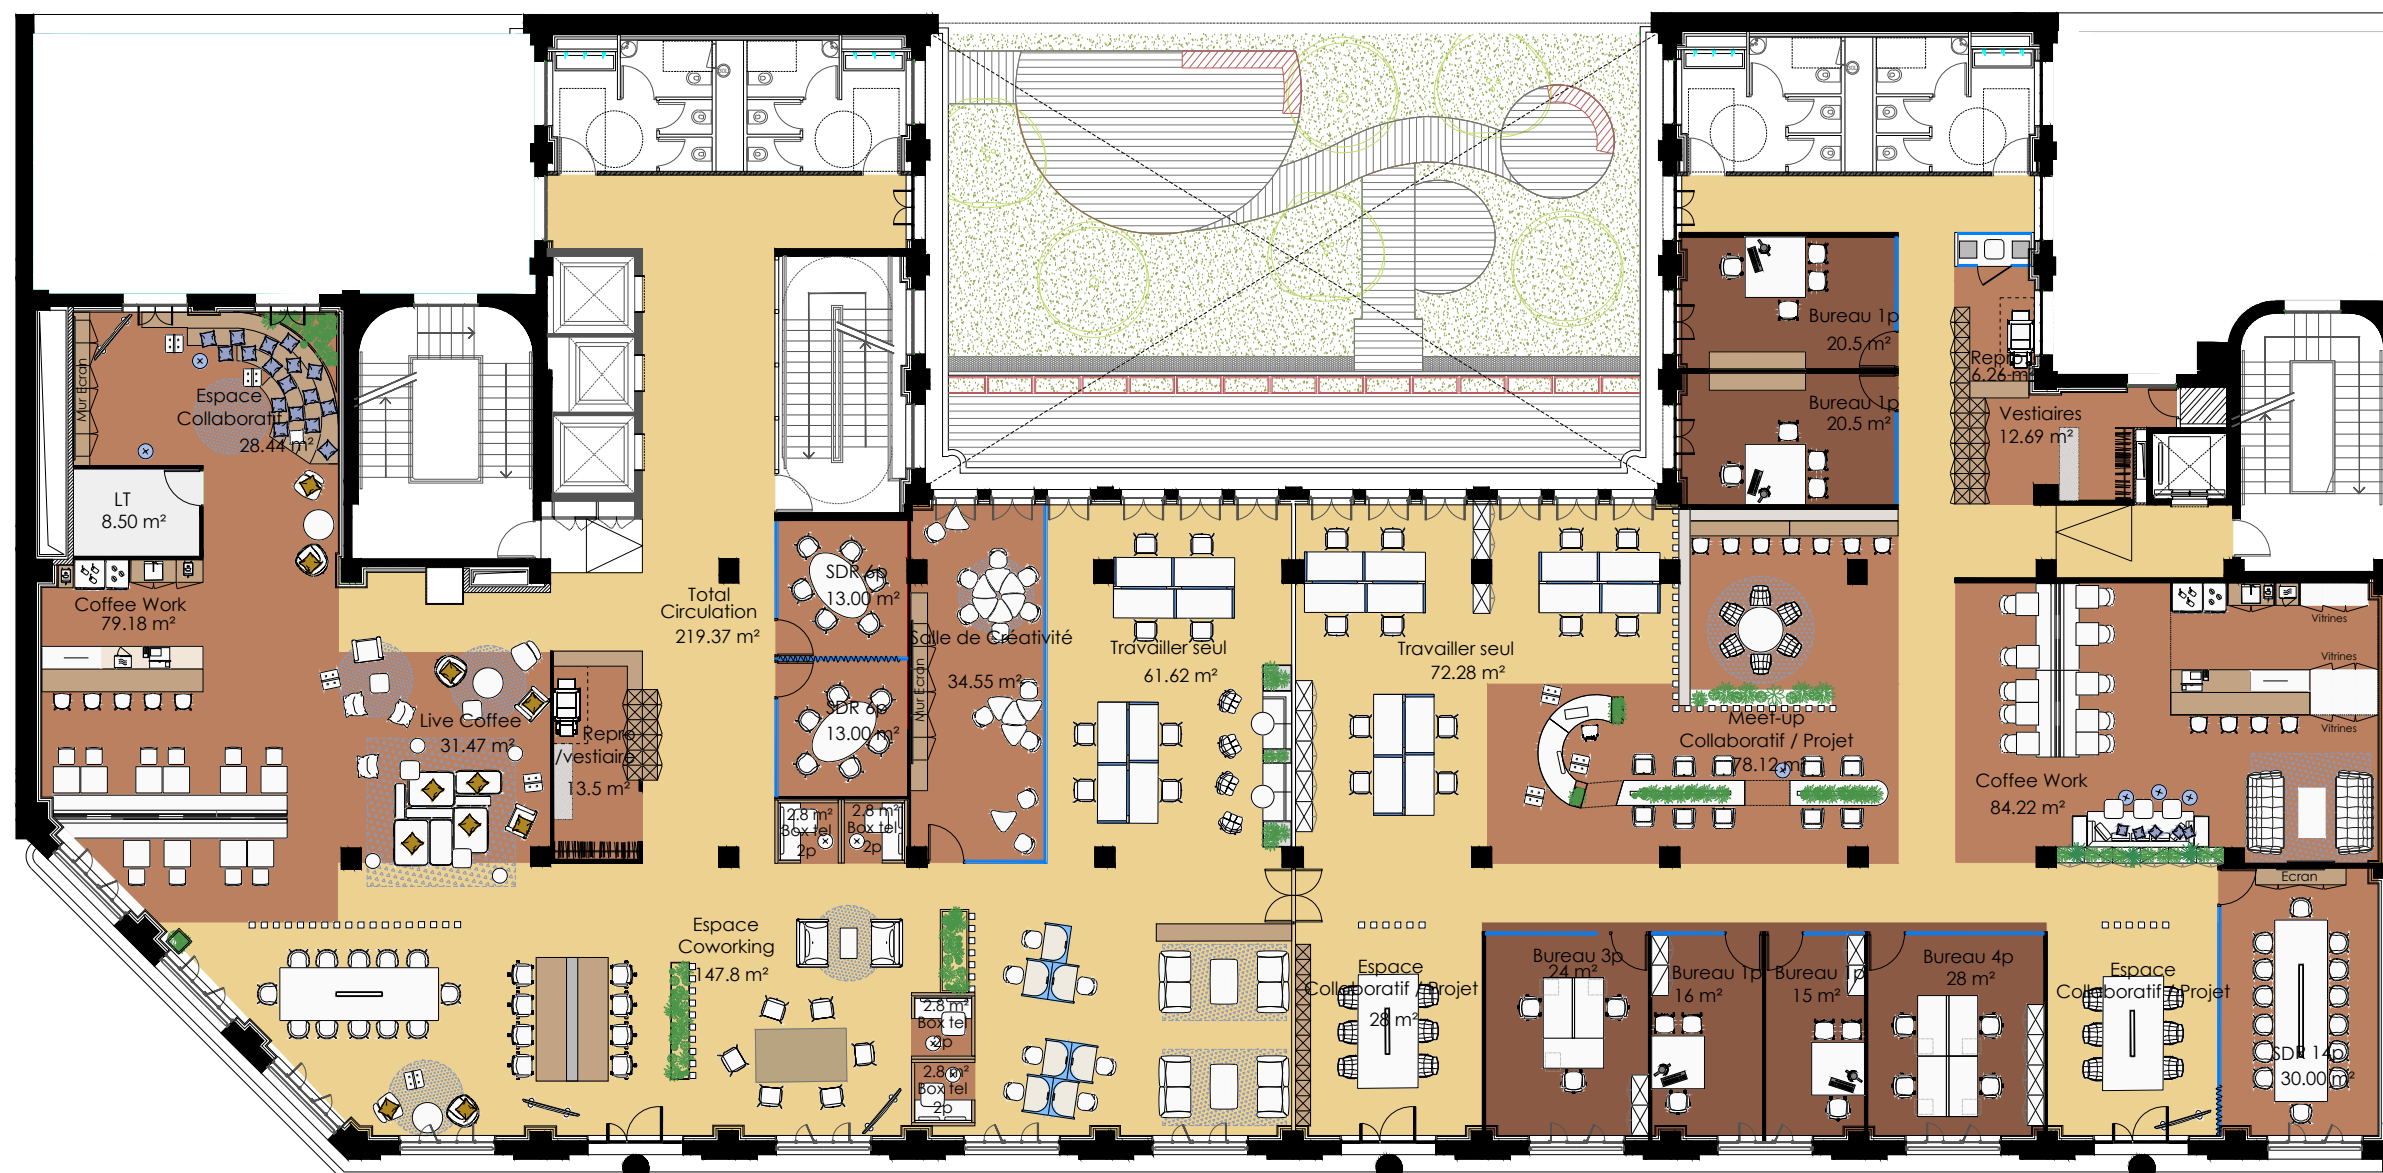 Mur Ecran
Espace
Collaboratif
28.44 m²
LT
8.50 m²
Coffee Work
79.18 m²
Live Coffee
31.47 m²
Repro
/vestiaire
13.5 m²
Total
Circulation
219.37 m²
SDR 6p
13.00 m²
SDR 6p
13.00 m²
2.8 m²
Box tel
2p
2.8 m²
Box tel
2p
Salle de Créativité
34.55 m²
Mur Ecran
Travailler seul
61.62 m²
Travailler seul
72.28 m²
Bureau 1p
20.5 m²
Bureau 1p
20.5 m²
Repro
6.26 m²
Vestiaires
12.69 m²
Meet-up
Collaboratif / Projet
78.12 m²
Coffee Work
84.22 m²
Vitrines
Vitrines
Vitrines
Ecran
Espace
Coworking
147.8 m²
2.8 m²
Box tel
2p
2.8 m²
Box tel
2p
Espace
Collaboratif / Projet
28 m²
Bureau 3p
24 m²
Bureau 1p
16 m²
Bureau 1p
15 m²
Bureau 4p
28 m²
Espace
Collaboratif / Projet
SDR 14p
30.00 m²